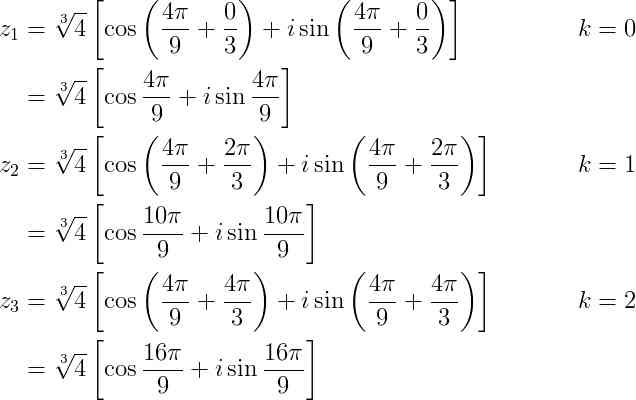 z₁ = ∛4 [cos (4π/9 + 0/3) + i sin (4π/9 + 0/3)] k = 0
= ∛4 [cos 4π/9 + i sin 4π/9]
z₂ = ∛4 [cos (4π/9 + 2π/3) + i sin (4π/9 + 2π/3)] k = 1
= ∛4 [cos 10π/9 + i sin 10π/9]
z₃ = ∛4 [cos (4π/9 + 4π/3) + i sin (4π/9 + 4π/3)] k = 2
= ∛4 [cos 16π/9 + i sin 16π/9]